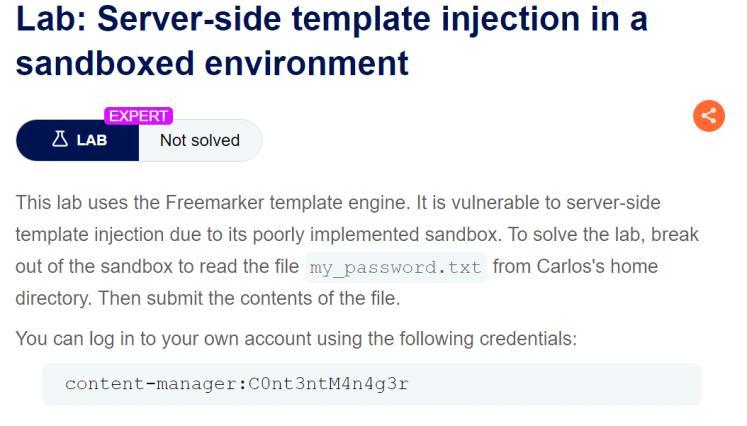 Lab: Server-side template injection in a
sandboxed environment
EXPERT
LAB
Not solved
This lab uses the Freemarker template engine. It is vulnerable to server-side
template injection due to its poorly implemented sandbox. To solve the lab, break
out of the sandbox to read the file my_password.txt from Carlos's home
directory. Then submit the contents of the file.
You can log in to your own account using the following credentials:
content-manager:C0nt3ntM4n4g3r